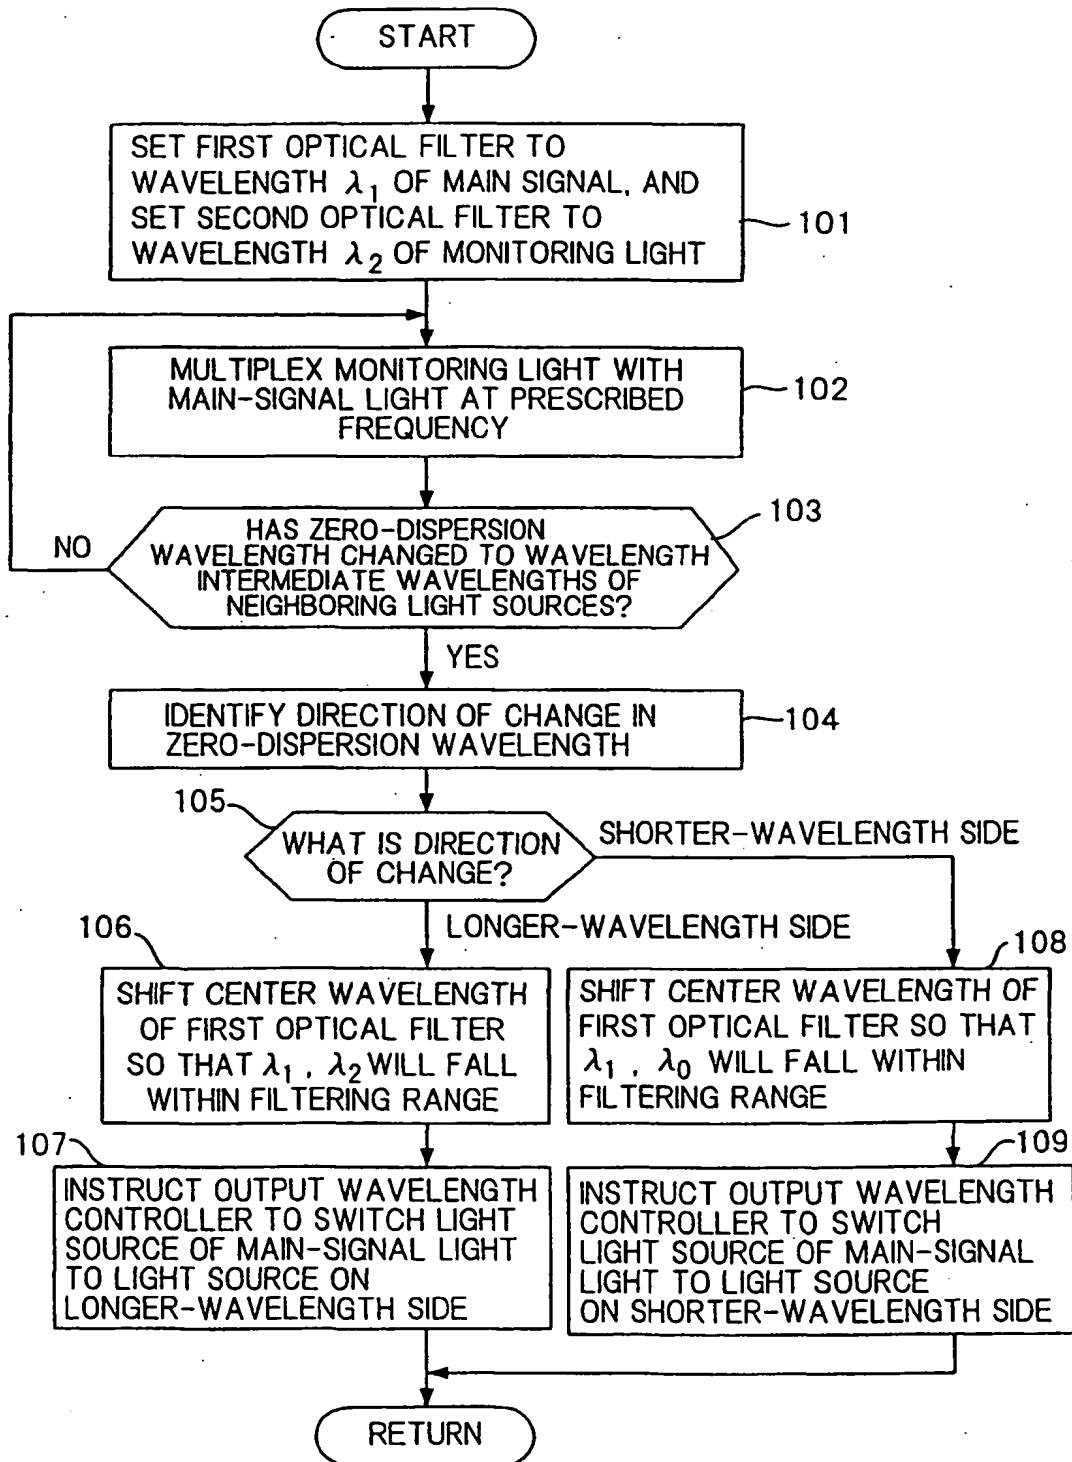 START
SET FIRST OPTICAL FILTER TO
WAVELENGTH λ1 OF MAIN SIGNAL, AND
SET SECOND OPTICAL FILTER TO
WAVELENGTH λ2 OF MONITORING LIGHT
101
MULTIPLEX MONITORING LIGHT WITH
MAIN-SIGNAL LIGHT AT PRESCRIBED
FREQUENCY
102
HAS ZERO-DISPERSION
WAVELENGTH CHANGED TO WAVELENGTH
INTERMEDIATE WAVELENGTHS OF
NEIGHBORING LIGHT SOURCES?
103
NO
YES
IDENTIFY DIRECTION OF CHANGE IN
ZERO-DISPERSION WAVELENGTH
104
105
WHAT IS DIRECTION
OF CHANGE?
SHORTER-WAVELENGTH SIDE
LONGER-WAVELENGTH SIDE
106
SHIFT CENTER WAVELENGTH
OF FIRST OPTICAL FILTER
SO THAT λ1 , λ2 WILL FALL
WITHIN FILTERING RANGE
108
SHIFT CENTER WAVELENGTH OF
FIRST OPTICAL FILTER SO THAT
λ1 , λ0 WILL FALL WITHIN
FILTERING RANGE
107
INSTRUCT OUTPUT WAVELENGTH
CONTROLLER TO SWITCH LIGHT
SOURCE OF MAIN-SIGNAL LIGHT
TO LIGHT SOURCE ON
LONGER-WAVELENGTH SIDE
109
INSTRUCT OUTPUT WAVELENGTH
CONTROLLER TO SWITCH
LIGHT SOURCE OF MAIN-SIGNAL
LIGHT TO LIGHT SOURCE
ON SHORTER-WAVELENGTH SIDE
RETURN